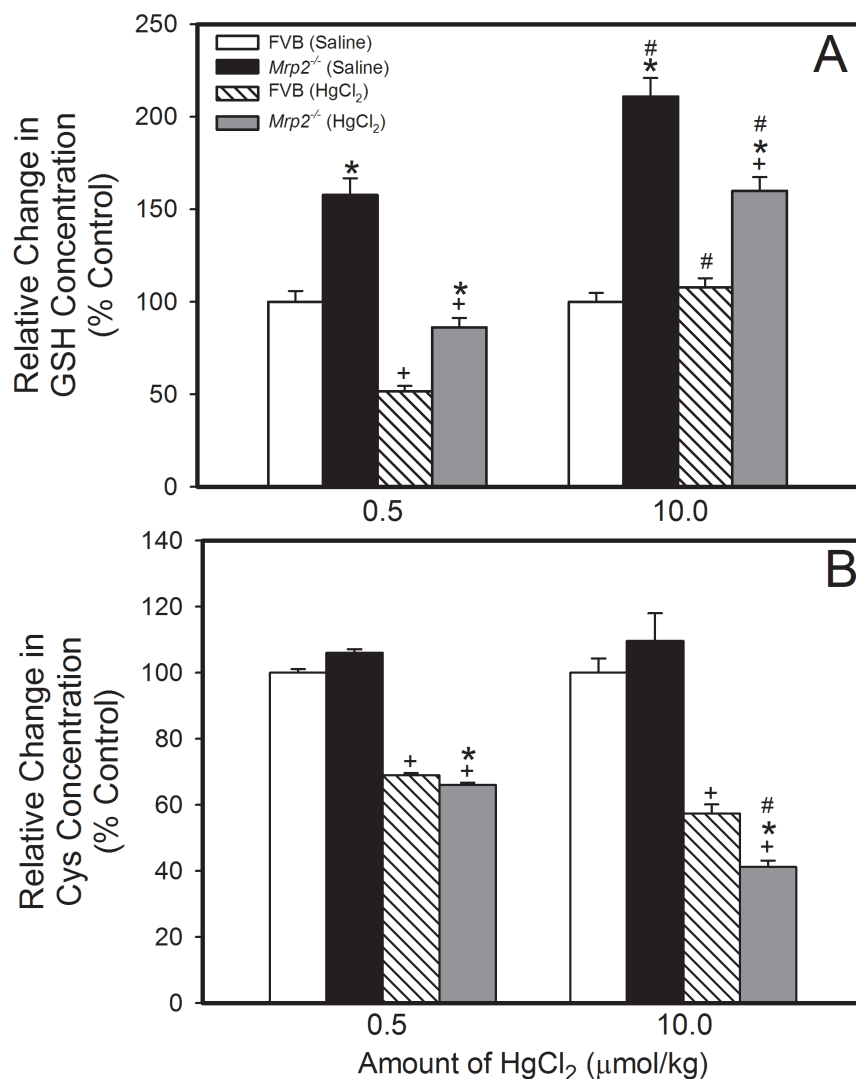 A
FVB (Saline)
Mrp2⁻/⁻ (Saline)
FVB (HgCl₂)
Mrp2⁻/⁻ (HgCl₂)
Relative Change in
GSH Concentration
(% Control)
250
200
150
100
50
0
*
+
*
+
#
*
#
#
*
+
0.5 10.0
B
Relative Change in
Cys Concentration
(% Control)
140
120
100
80
60
40
20
0
+
*
+
+
#
*
+
0.5 10.0
Amount of HgCl₂ (μmol/kg)